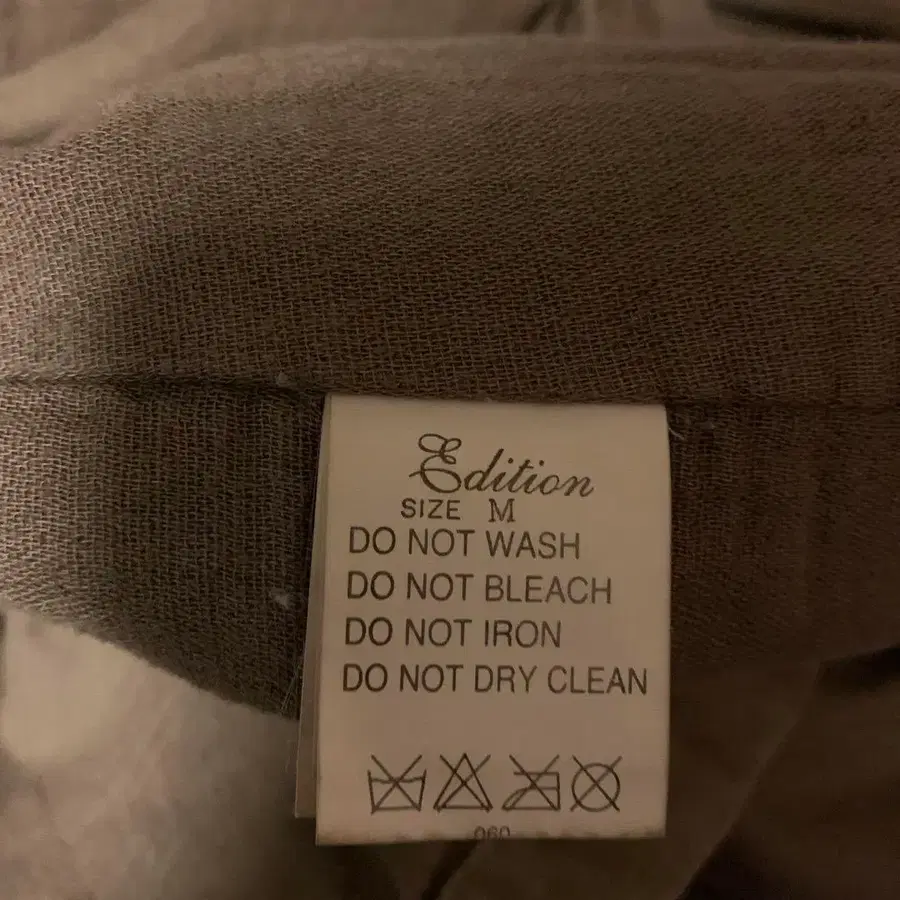 Edition
SIZE M
DO NOT WASH
DO NOT BLEACH
DO NOT IRON
DO NOT DRY CLEAN
060